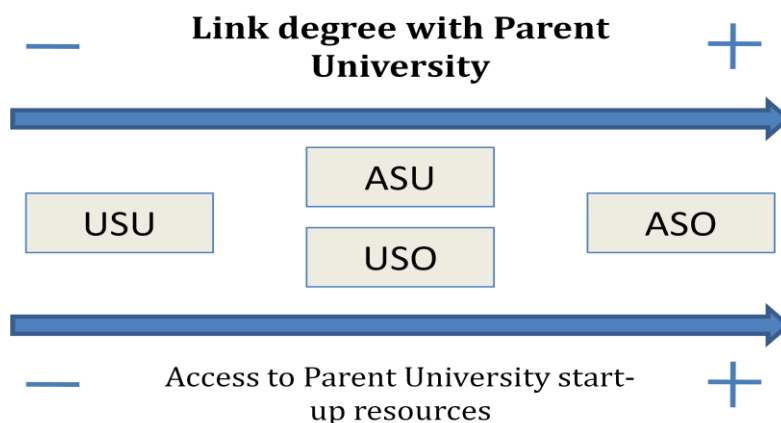 Link degree with Parent
University
ASU
USU
ASO
USO
Access to Parent University start-
up resources